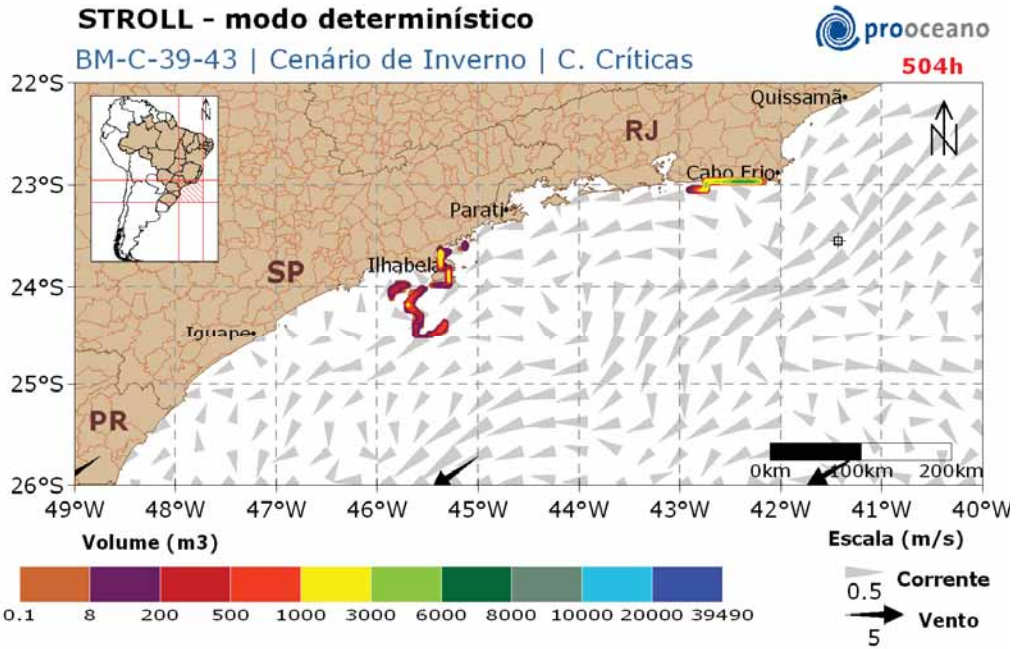 STROLL - modo determinístico
prooceano
BM-C-39-43 | Cenário de Inverno | C. Críticas
504h
22°S
23°S
24°S
25°S
26°S
N
Quissamã
RJ
N
Cabo Frio
Parati
Ilhabela
SP
Iguape
PR
0km 100km 200km
49°W 48°W 47°W 46°W 45°W 44°W 43°W 42°W 41°W 40°W
Volume (m3)
0.1 8 200 500 1000 3000 6000 8000 10000 20000 39490
Escala (m/s)
Corrente
0.5
Vento
5